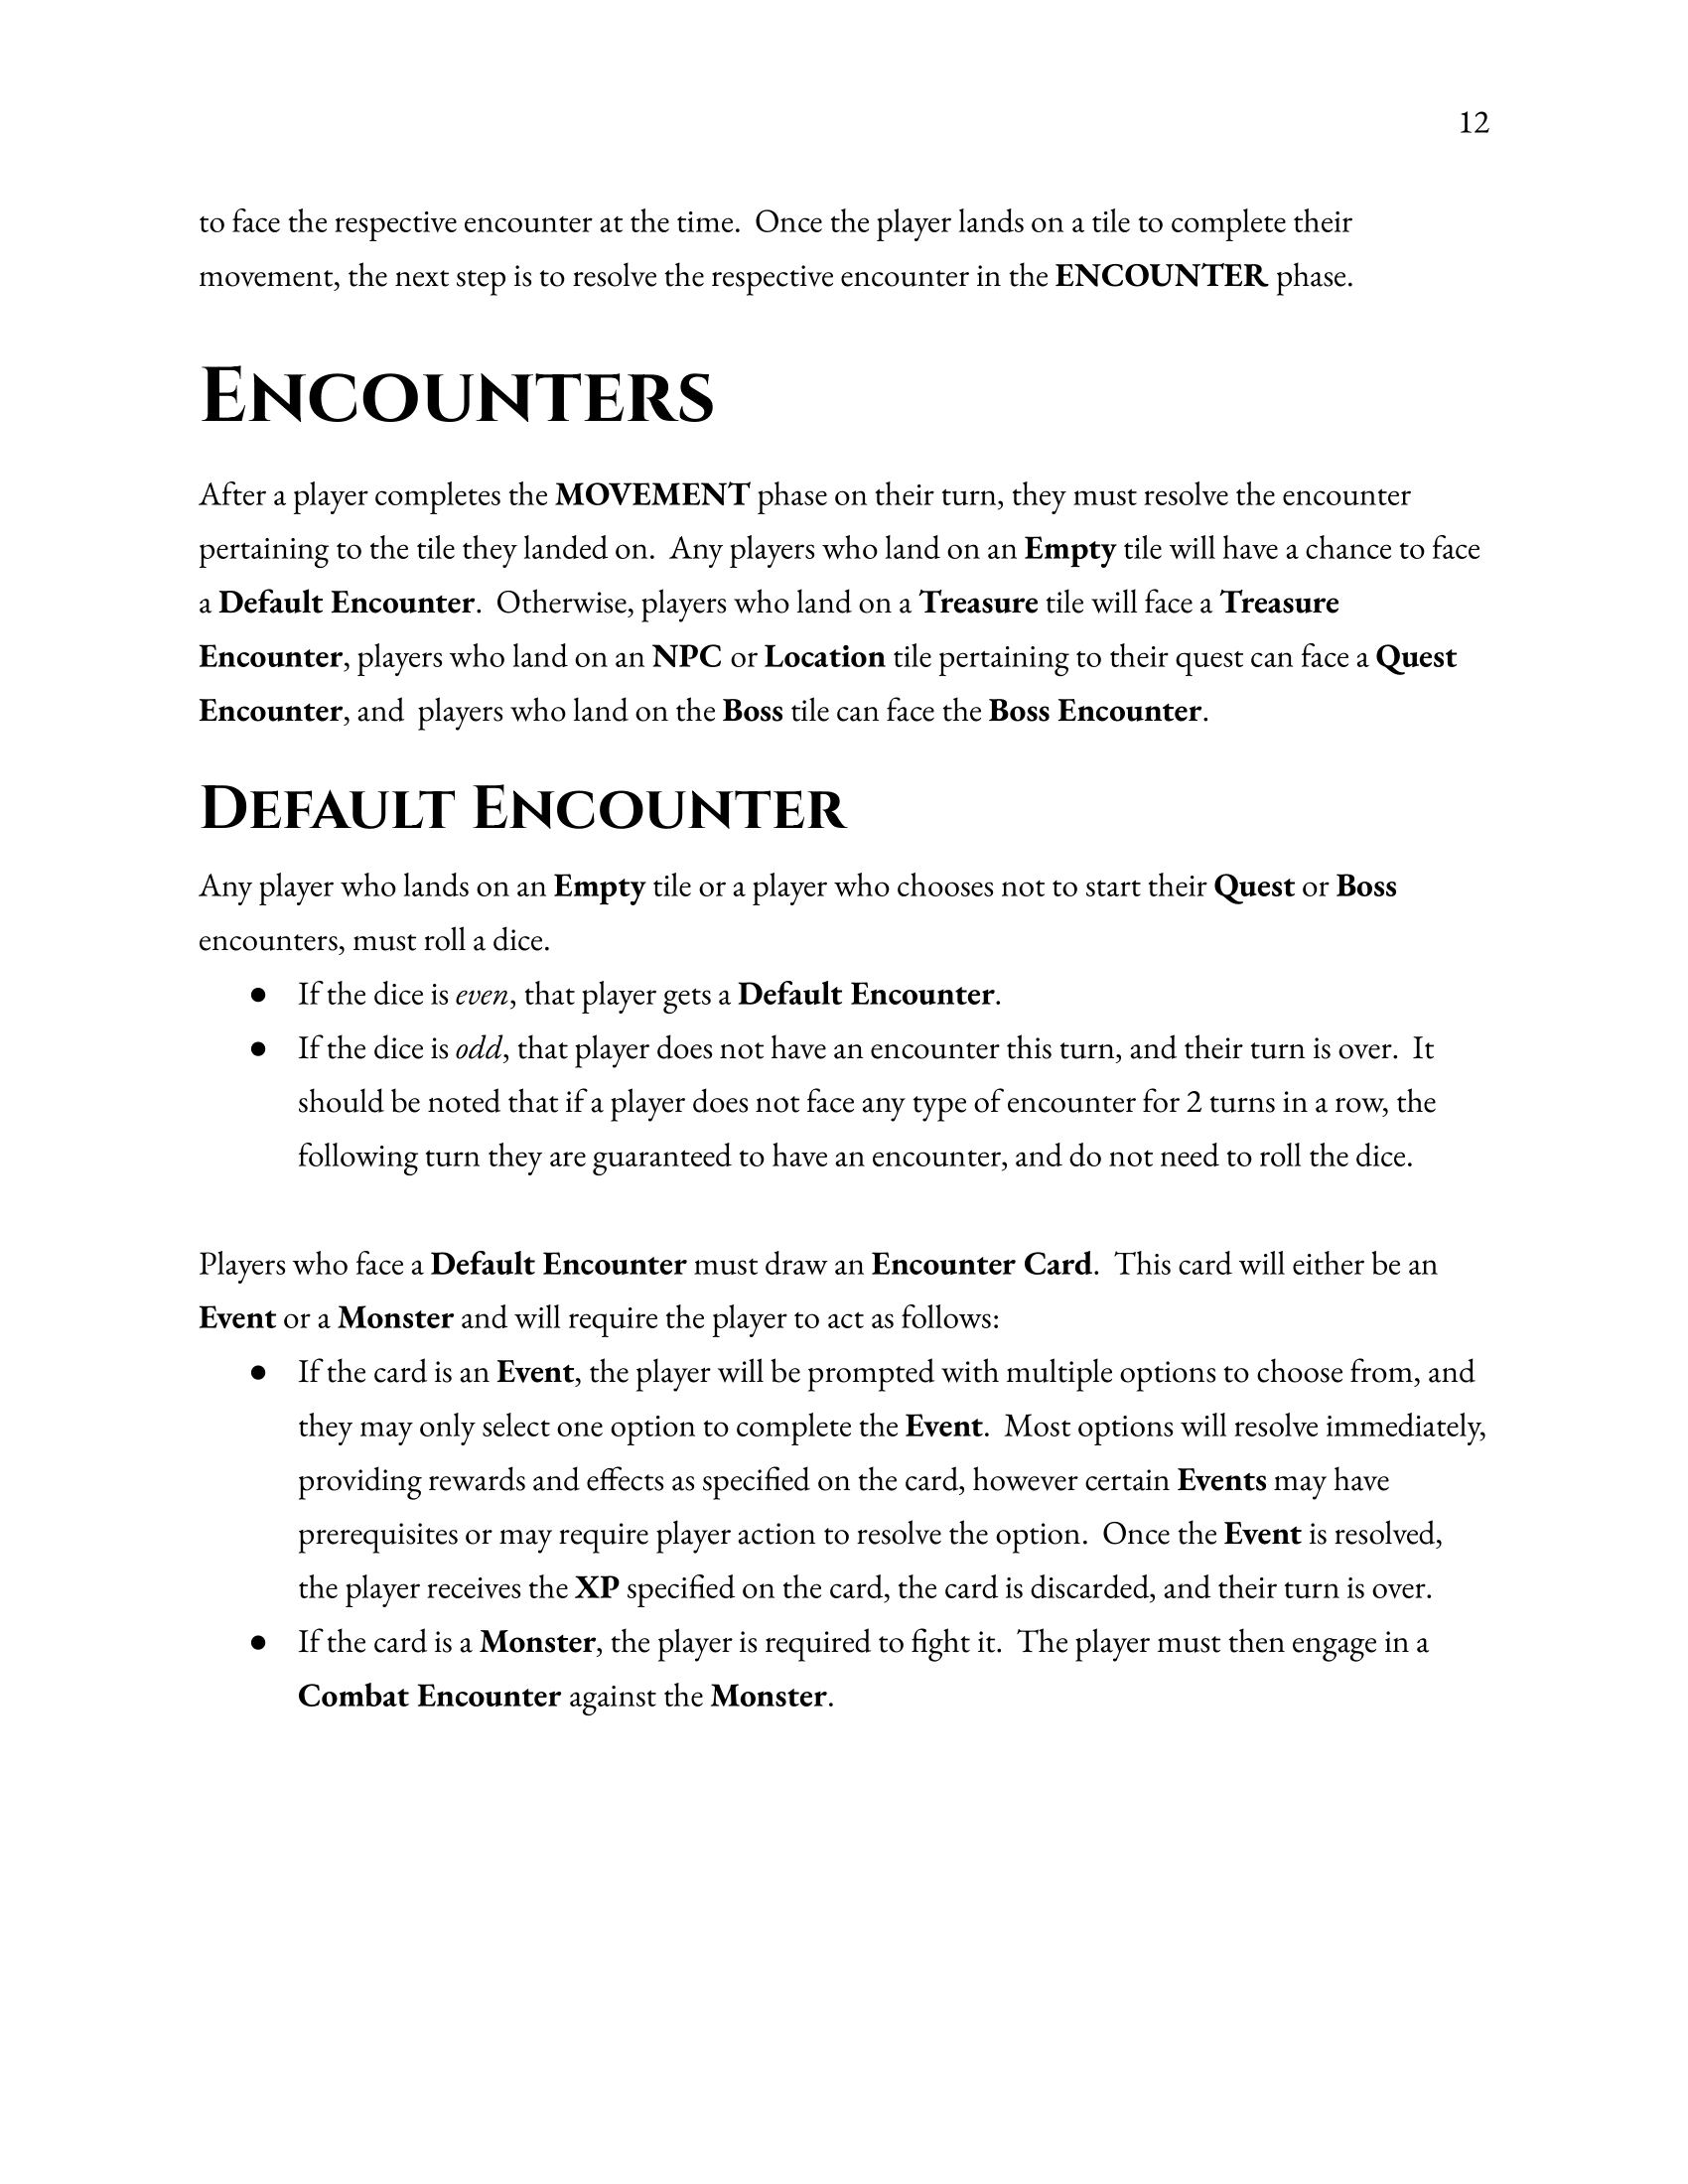 12
to face the respective encounter at the time.  Once the player lands on a tile to complete their
movement, the next step is to resolve the respective encounter in the ENCOUNTER phase.
ENCOUNTERS
After a player completes the MOVEMENT phase on their turn, they must resolve the encounter
pertaining to the tile they landed on.  Any players who land on an Empty tile will have a chance to face
a Default Encounter.  Otherwise, players who land on a Treasure tile will face a Treasure
Encounter, players who land on an NPC or Location tile pertaining to their quest can face a Quest
Encounter, and  players who land on the Boss tile can face the Boss Encounter.
DEFAULT ENCOUNTER
Any player who lands on an Empty tile or a player who chooses not to start their Quest or Boss
encounters, must roll a dice.
● If the dice is even, that player gets a Default Encounter.
● If the dice is odd, that player does not have an encounter this turn, and their turn is over.  It
should be noted that if a player does not face any type of encounter for 2 turns in a row, the
following turn they are guaranteed to have an encounter, and do not need to roll the dice.
Players who face a Default Encounter must draw an Encounter Card.  This card will either be an
Event or a Monster and will require the player to act as follows:
● If the card is an Event, the player will be prompted with multiple options to choose from, and
they may only select one option to complete the Event.  Most options will resolve immediately,
providing rewards and effects as specified on the card, however certain Events may have
prerequisites or may require player action to resolve the option.  Once the Event is resolved,
the player receives the XP specified on the card, the card is discarded, and their turn is over.
● If the card is a Monster, the player is required to fight it.  The player must then engage in a
Combat Encounter against the Monster.